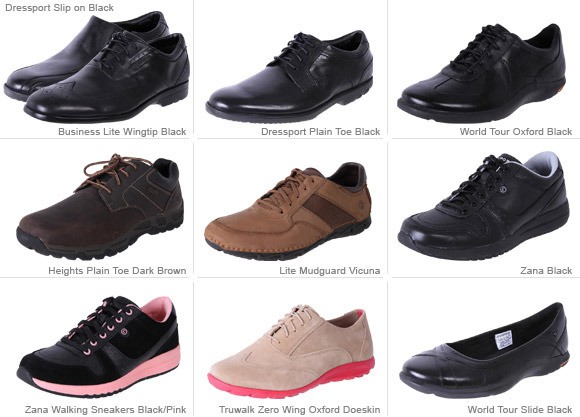 Dressport Slip on Black
Business Lite Wingtip Black
Dressport Plain Toe Black
World Tour Oxford Black
Heights Plain Toe Dark Brown
Lite Mudguard Vicuna
Zana Black
Zana Walking Sneakers Black/Pink
Truwalk Zero Wing Oxford Doeskin
World Tour Slide Black